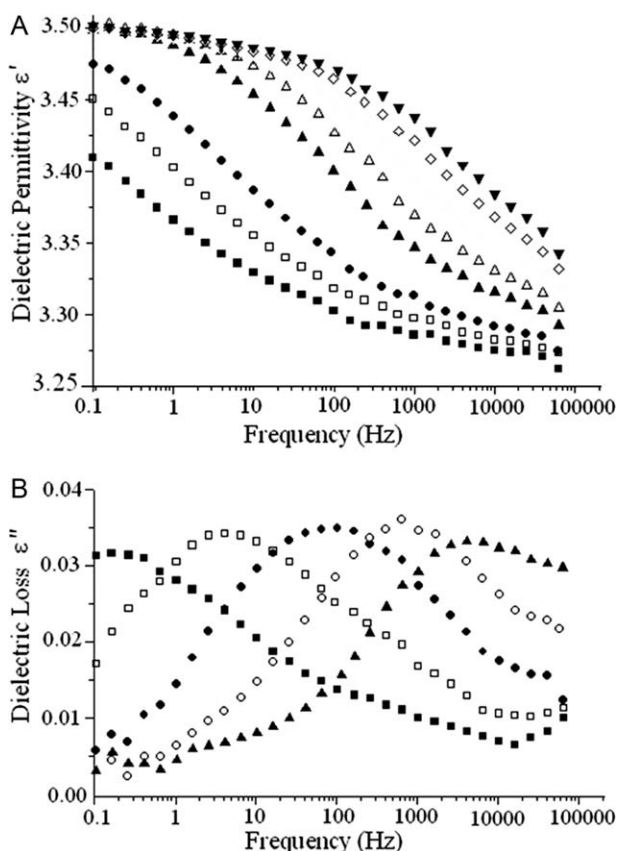 A
3.50
3.45
3.40
3.35
3.30
3.25
Dielectric Permittivity ε'
0.1 1 10 100 1000 10000 100000
Frequency (Hz)
B
0.04
0.03
0.02
0.01
0.00
Dielectric Loss ε"
0.1 1 10 100 1000 10000 100000
Frequency (Hz)